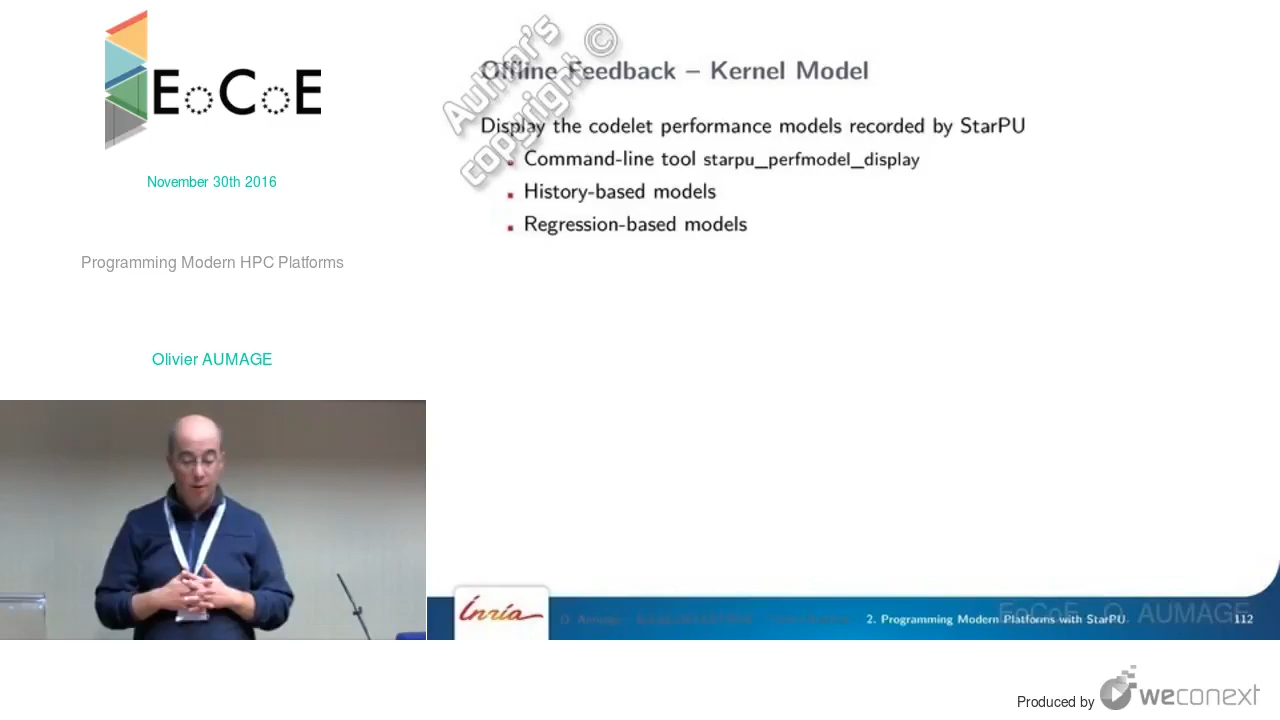 EoCoE
November 30th 2016
Programming Modern HPC Platforms
Olivier AUMAGE
Author's
copyright ©
Offline Feedback – Kernel Model
Display the codelet performance models recorded by StarPU
Command-line tool starpu_perfmodel_display
History-based models
Regression-based models
Inria
2. Programming Modern Platforms with StarPU
EoCoE O. AUMAGE
112
Produced by weconext